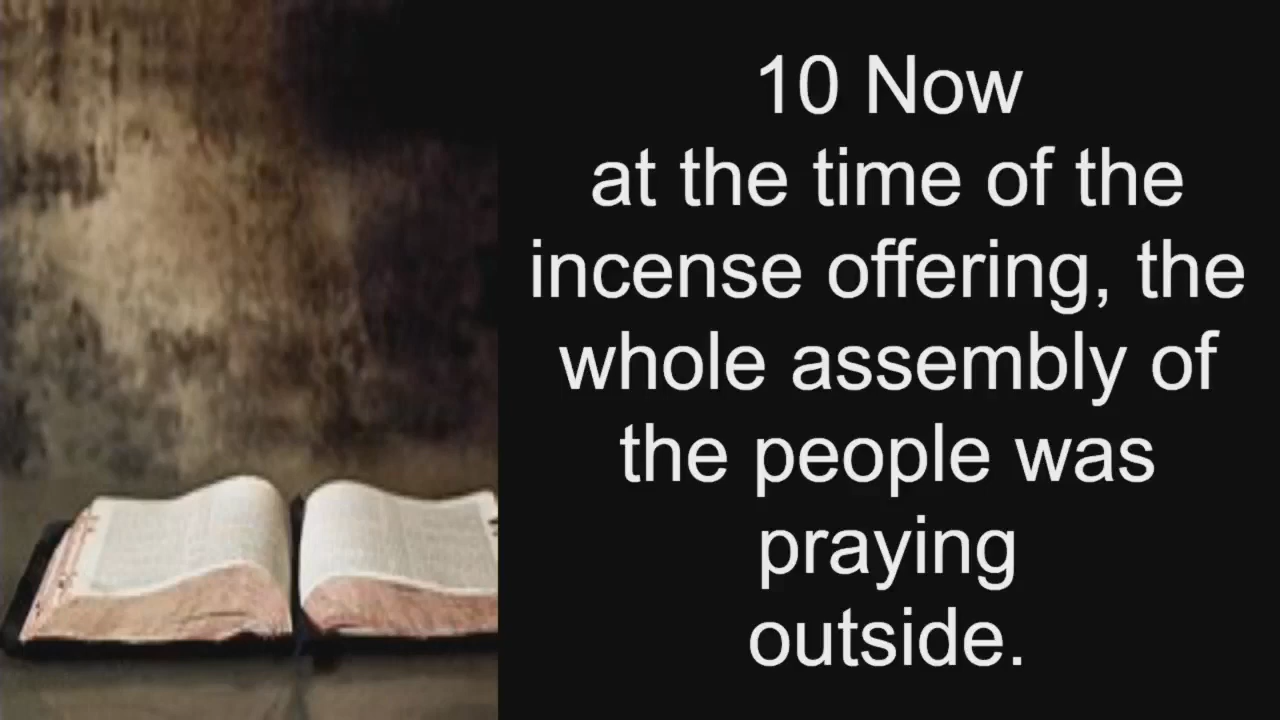 10 Now
at the time of the
incense offering, the
whole assembly of
the people was
praying
outside.